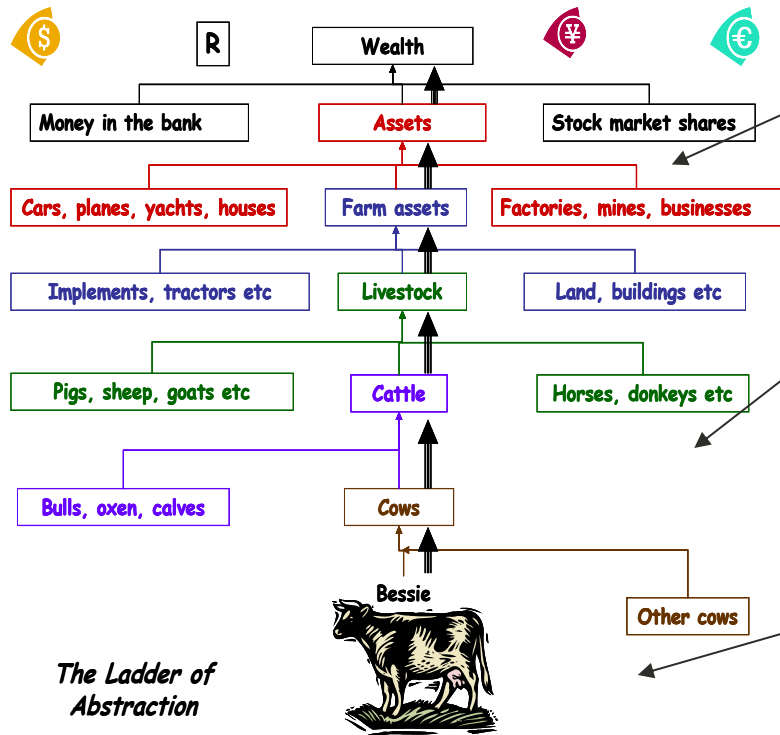 $
R
Wealth
¥
€
Money in the bank
Assets
Stock market shares
Cars, planes, yachts, houses
Farm assets
Factories, mines, businesses
Implements, tractors etc
Livestock
Land, buildings etc
Pigs, sheep, goats etc
Cattle
Horses, donkeys etc
Bulls, oxen, calves
Cows
Bessie
Other cows
The Ladder of
Abstraction